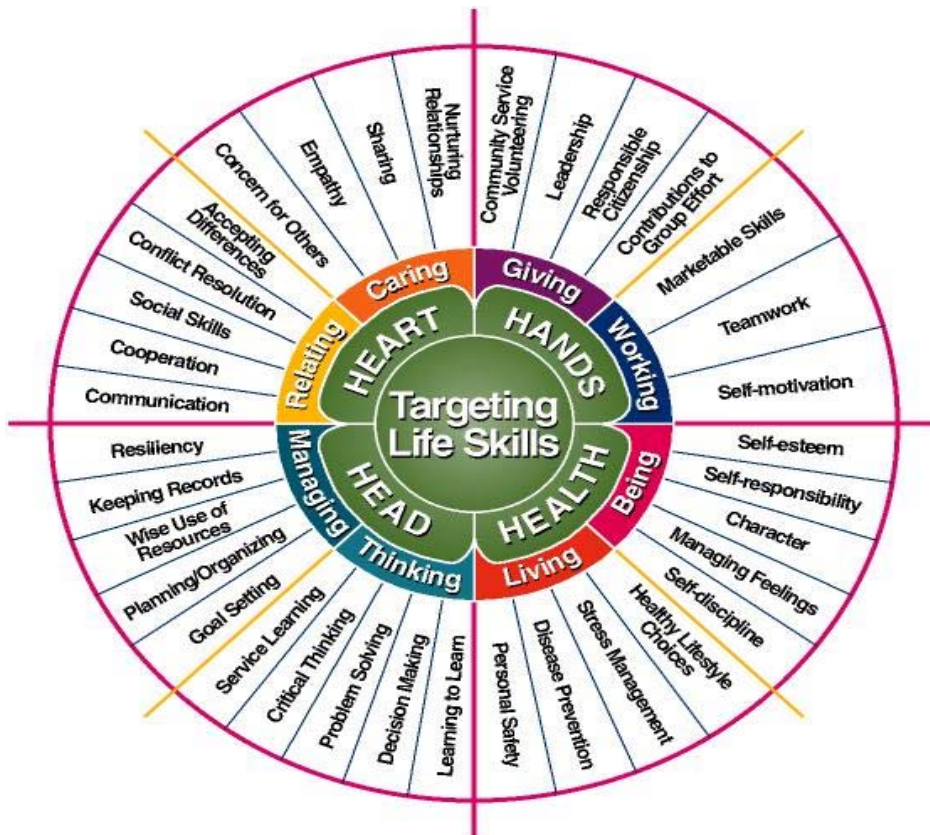 Nurturing
Relationships
Sharing
Empathy
Concern for Others
Accepting
Differences
Conflict Resolution
Social Skills
Cooperation
Communication
Community Service
Volunteering
Leadership
Responsible
Citizenship
Contributions to
Group Effort
Marketable Skills
Teamwork
Self-motivation
Caring
Giving
Relating
Working
HEART
HANDS
Targeting
Life Skills
HEAD
HEALTH
Managing
Being
Thinking
Living
Resiliency
Keeping Records
Wise Use of
Resources
Planning/Organizing
Goal Setting
Service Learning
Critical Thinking
Problem Solving
Decision Making
Learning to Learn
Self-esteem
Self-responsibility
Character
Managing Feelings
Self-discipline
Healthy Lifestyle
Choices
Stress Management
Disease Prevention
Personal Safety